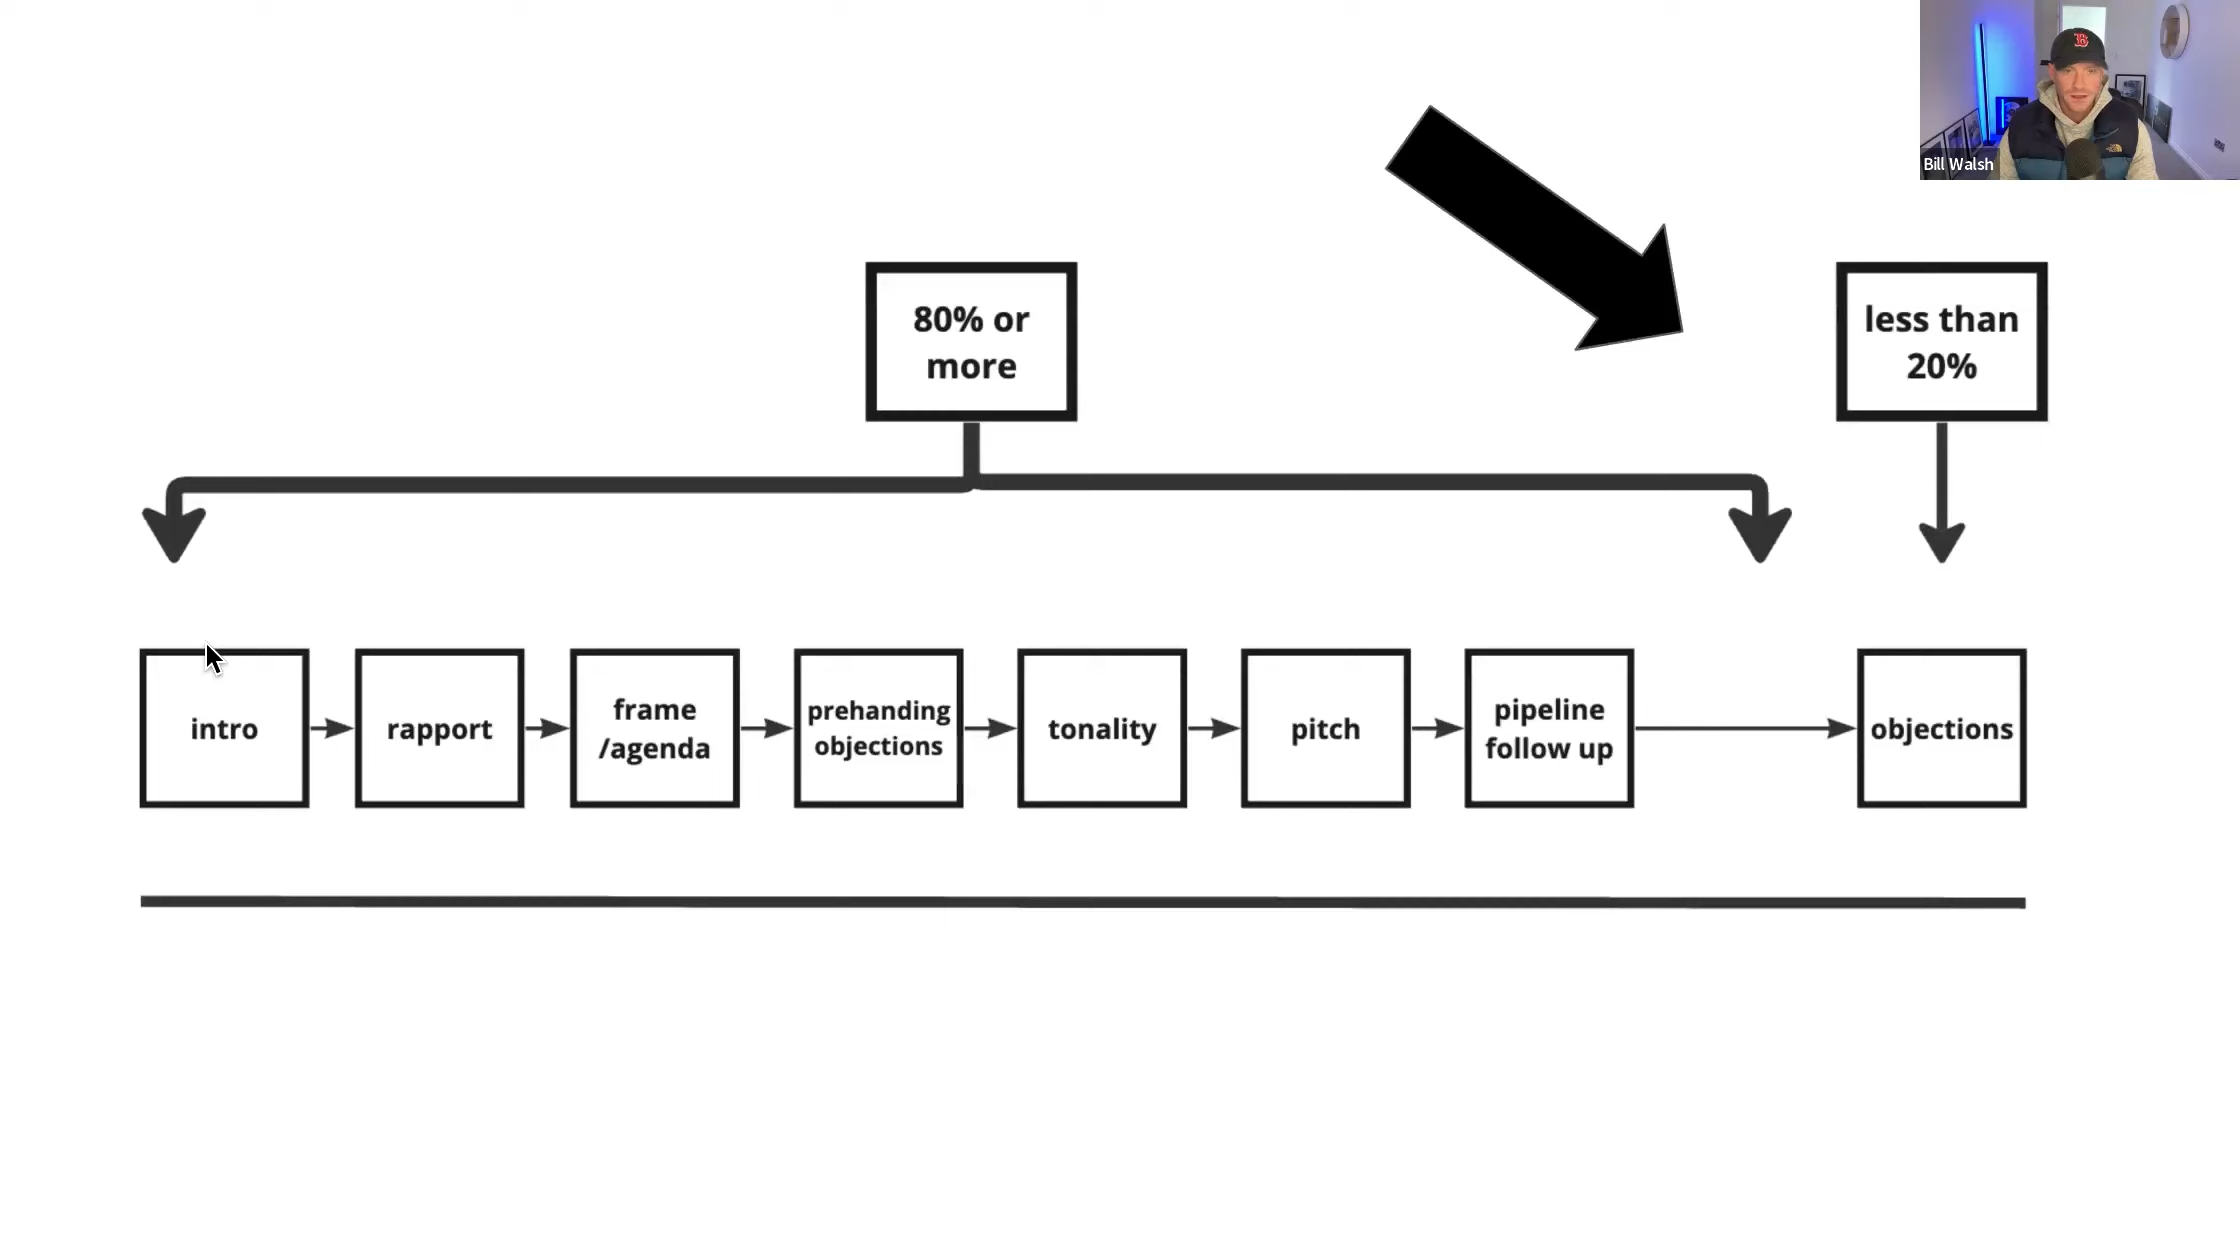 B
Bill Walsh
80% or
more
less than
20%
intro
rapport
frame
/agenda
prehanding
objections
tonality
pitch
pipeline
follow up
objections